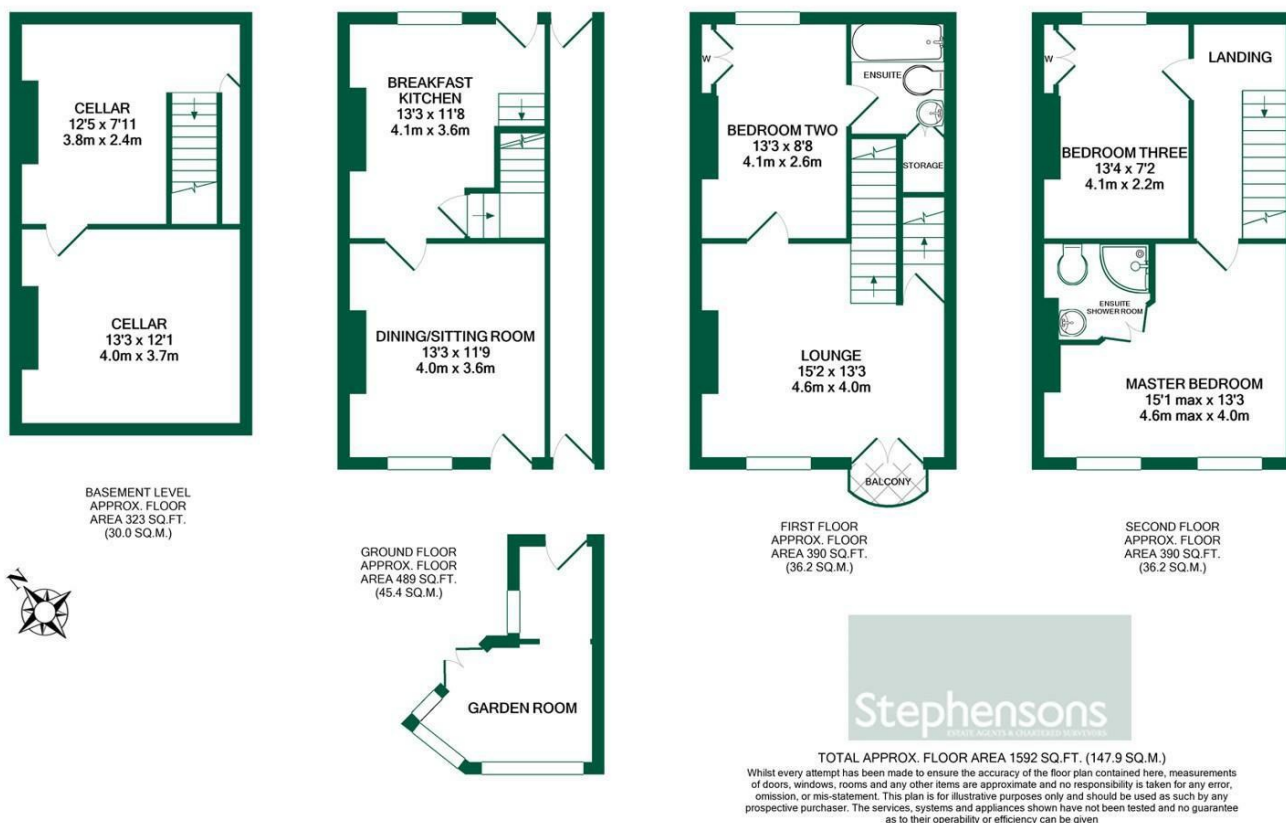 CELLAR
12'5 x 7'11
3.8m x 2.4m
CELLAR
13'3 x 12'1
4.0m x 3.7m
BASEMENT LEVEL
APPROX. FLOOR
AREA 323 SQ.FT.
(30.0 SQ.M.)
N
BREAKFAST
KITCHEN
13'3 x 11'8
4.1m x 3.6m
DINING/SITTING ROOM
13'3 x 11'9
4.0m x 3.6m
GROUND FLOOR
APPROX. FLOOR
AREA 489 SQ.FT.
(45.4 SQ.M.)
GARDEN ROOM
W
ENSUITE
BEDROOM TWO
13'3 x 8'8
4.1m x 2.6m
STORAGE
LOUNGE
15'2 x 13'3
4.6m x 4.0m
BALCONY
FIRST FLOOR
APPROX. FLOOR
AREA 390 SQ.FT.
(36.2 SQ.M.)
W
LANDING
BEDROOM THREE
13'4 x 7'2
4.1m x 2.2m
ENSUITE
SHOWER ROOM
MASTER BEDROOM
15'1 max x 13'3
4.6m max x 4.0m
SECOND FLOOR
APPROX. FLOOR
AREA 390 SQ.FT.
(36.2 SQ.M.)
Stephensons
ESTATE AGENTS & CHARTERED SURVEYORS
TOTAL APPROX. FLOOR AREA 1592 SQ.FT. (147.9 SQ.M.)
Whilst every attempt has been made to ensure the accuracy of the floor plan contained here, measurements
of doors, windows, rooms and any other items are approximate and no responsibility is taken for any error,
omission, or mis-statement. This plan is for illustrative purposes only and should be used as such by any
prospective purchaser. The services, systems and appliances shown have not been tested and no guarantee
as to their operability or efficiency can be given